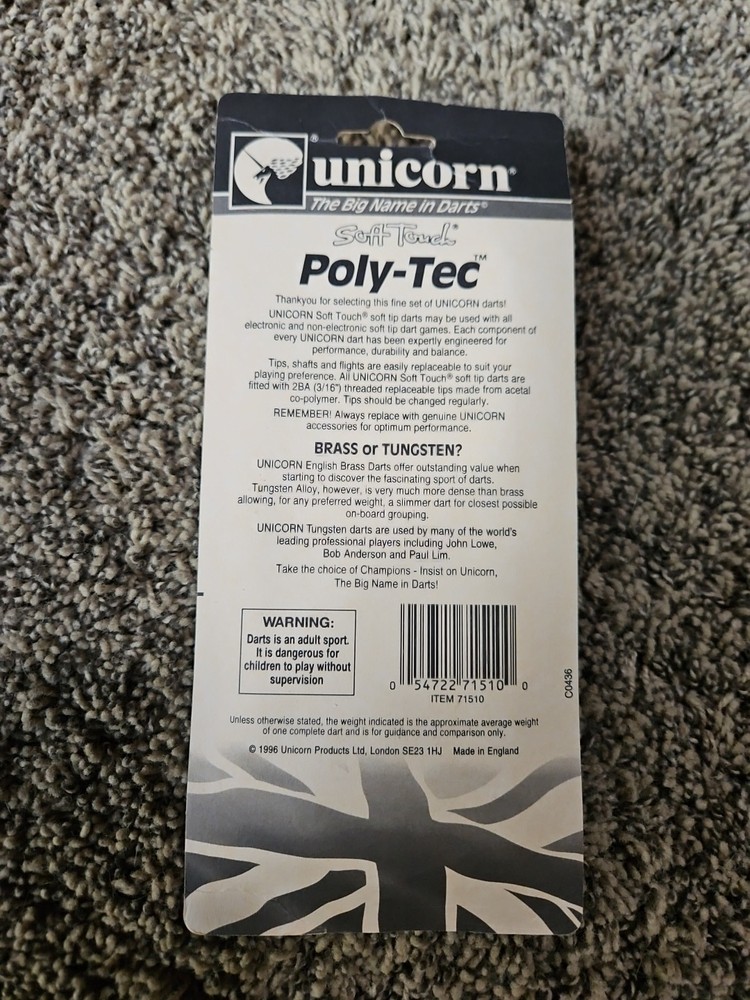 unicorn®
The Big Name in Darts®
Soft Touch®
Poly-Tec™
Thankyou for selecting this fine set of UNICORN darts!
UNICORN Soft Touch® soft tip darts may be used with all
electronic and non-electronic soft tip dart games. Each component of
every UNICORN dart has been expertly engineered for
performance, durability and balance.
Tips, shafts and flights are easily replaceable to suit your
playing preference. All UNICORN Soft Touch® soft tip darts are
fitted with 2BA (3/16") threaded replaceable tips made from acetal
co-polymer. Tips should be changed regularly.
REMEMBER! Always replace with genuine UNICORN
accessories for optimum performance.
BRASS or TUNGSTEN?
UNICORN English Brass Darts offer outstanding value when
starting to discover the fascinating sport of darts.
Tungsten Alloy, however, is very much more dense than brass
allowing, for any preferred weight, a slimmer dart for closest possible
on-board grouping.
UNICORN Tungsten darts are used by many of the world's
leading professional players including John Lowe,
Bob Anderson and Paul Lim.
Take the choice of Champions - Insist on Unicorn,
The Big Name in Darts!
WARNING:
Darts is an adult sport.
It is dangerous for
children to play without
supervision
0 54722 71510 0
ITEM 71510
C0436
Unless otherwise stated, the weight indicated is the approximate average weight
of one complete dart and is for guidance and comparison only.
© 1996 Unicorn Products Ltd, London SE23 1HJ Made in England